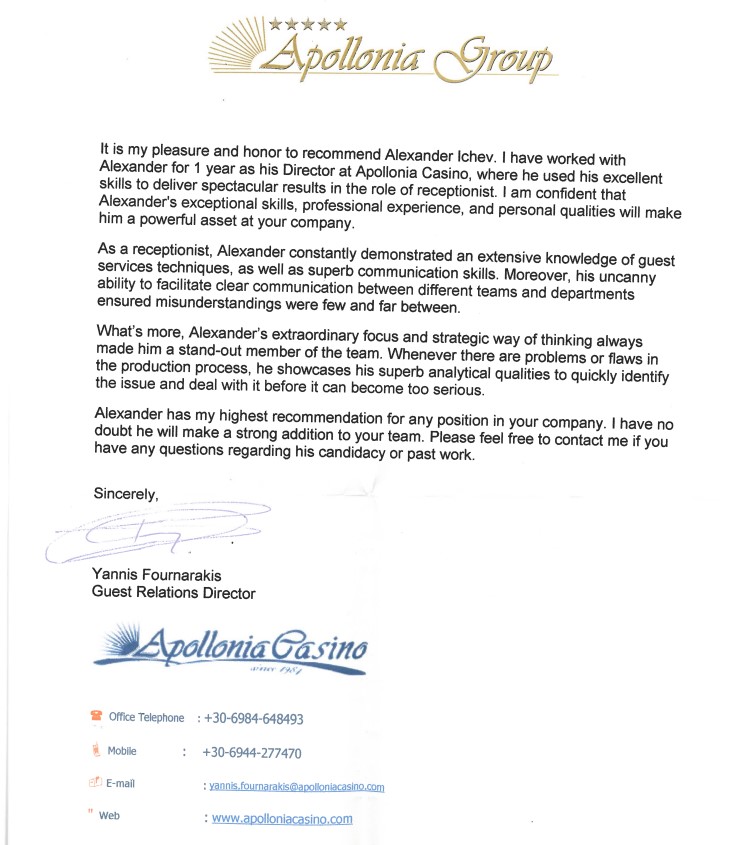 Apollonia Group
It is my pleasure and honor to recommend Alexander Ichev. I have worked with
Alexander for 1 year as his Director at Apollonia Casino, where he used his excellent
skills to deliver spectacular results in the role of receptionist. I am confident that
Alexander's exceptional skills, professional experience, and personal qualities will make
him a powerful asset at your company.
As a receptionist, Alexander constantly demonstrated an extensive knowledge of guest
services techniques, as well as superb communication skills. Moreover, his uncanny
ability to facilitate clear communication between different teams and departments
ensured misunderstandings were few and far between.
What's more, Alexander's extraordinary focus and strategic way of thinking always
made him a stand-out member of the team. Whenever there are problems or flaws in
the production process, he showcases his superb analytical qualities to quickly identify
the issue and deal with it before it can become too serious.
Alexander has my highest recommendation for any position in your company. I have no
doubt he will make a strong addition to your team. Please feel free to contact me if you
have any questions regarding his candidacy or past work.
Sincerely,
Yannis Fournarakis
Guest Relations Director
Apollonia Casino
since 1981
Office Telephone : +30-6984-648493
Mobile : +30-6944-277470
E-mail : yannis.fournarakis@apolloniacasino.com
Web : www.apolloniacasino.com